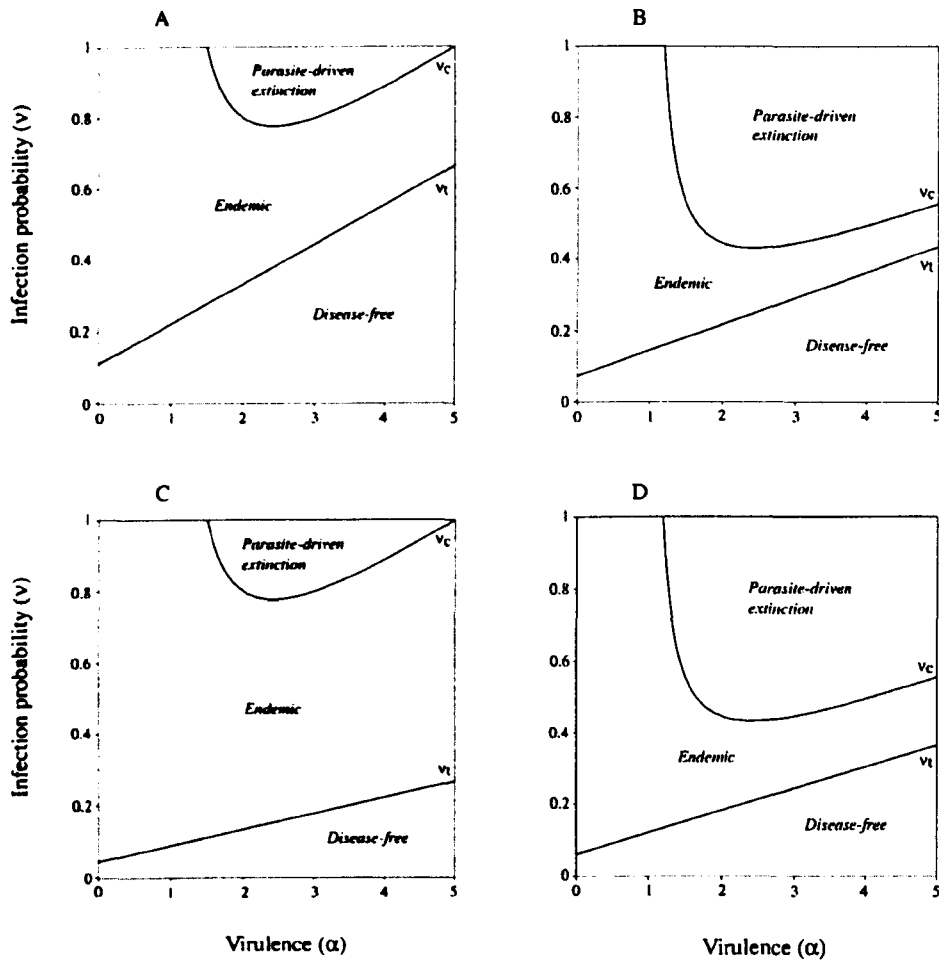 A
Infection probability (ν)
1
0.8
0.6
0.4
0.2
0
Parasite-driven
extinction
νc
νt
Endemic
Disease-free
0 1 2 3 4 5
B
1
0.8
0.6
0.4
0.2
0
Parasite-driven
extinction
νc
νt
Endemic
Disease-free
0 1 2 3 4 5
C
Infection probability (ν)
1
0.8
0.6
0.4
0.2
0
Parasite-driven
extinction
νc
Endemic
νt
Disease-free
0 1 2 3 4 5
Virulence (α)
D
1
0.8
0.6
0.4
0.2
0
Parasite-driven
extinction
νc
Endemic
νt
Disease-free
0 1 2 3 4 5
Virulence (α)